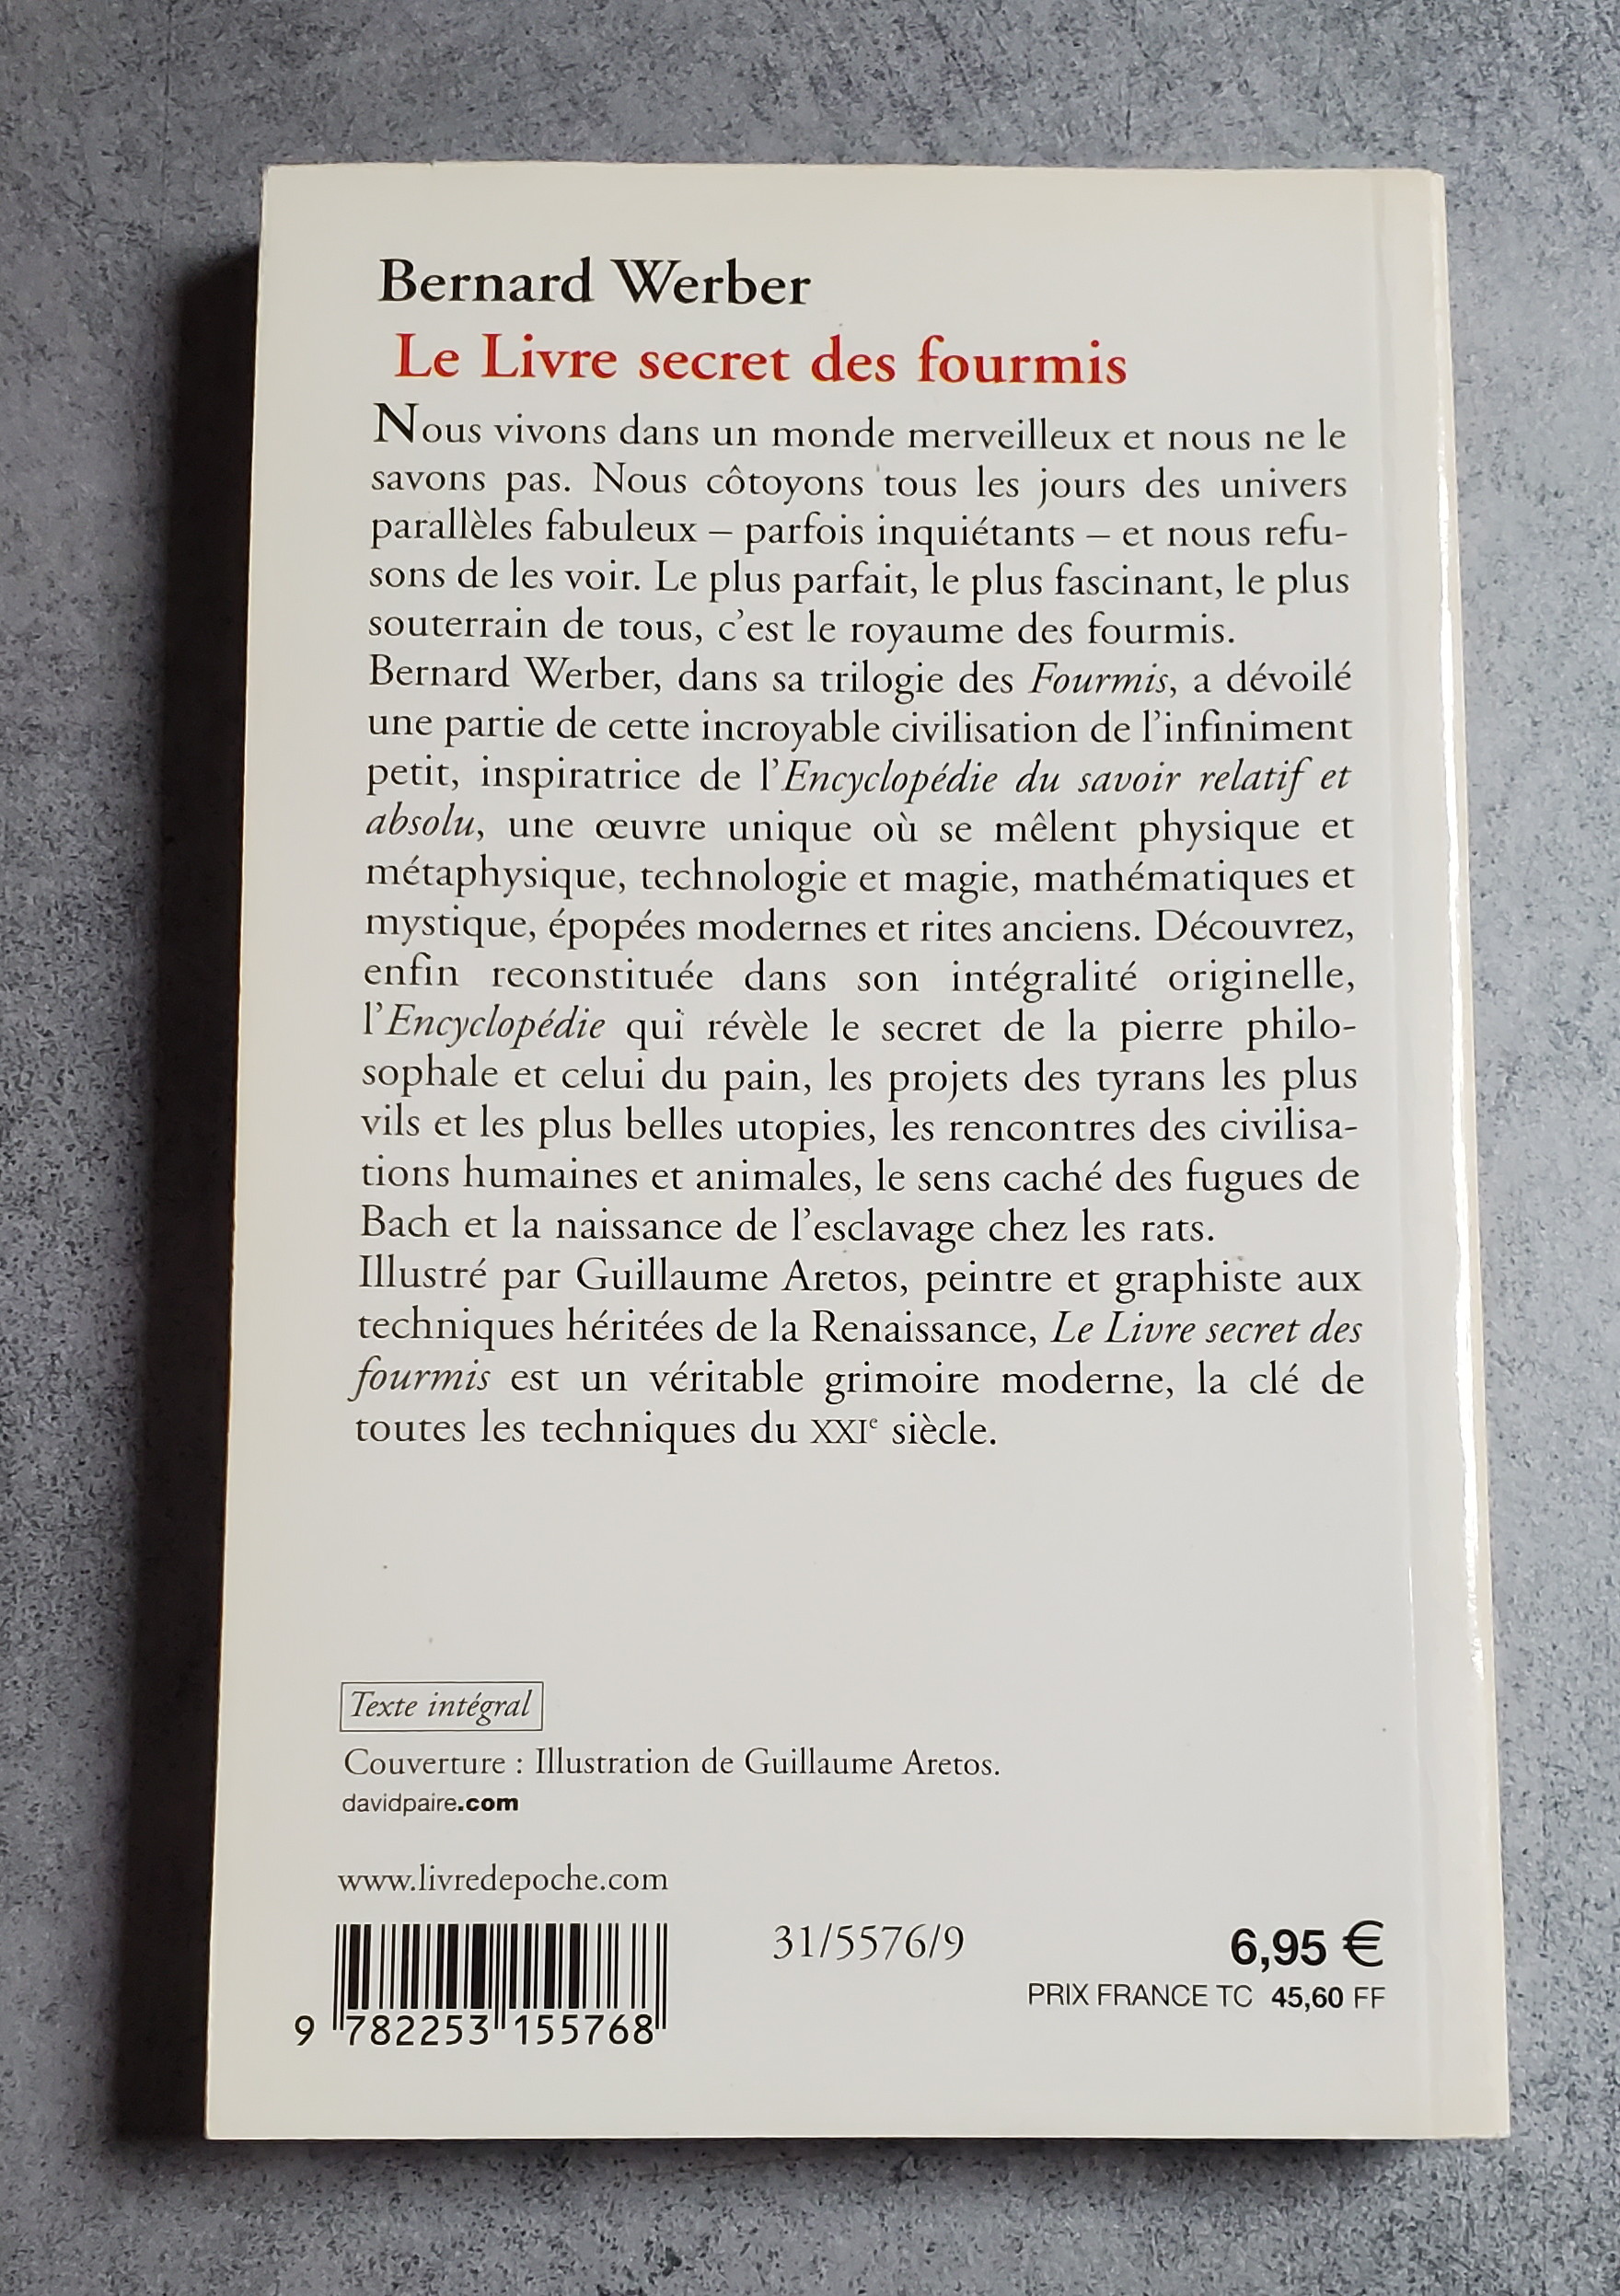 Bernard Werber
Le Livre secret des fourmis
Nous vivons dans un monde merveilleux et nous ne le
savons pas. Nous côtoyons tous les jours des univers
parallèles fabuleux – parfois inquiétants – et nous refu-
sons de les voir. Le plus parfait, le plus fascinant, le plus
souterrain de tous, c'est le royaume des fourmis.
Bernard Werber, dans sa trilogie des Fourmis, a dévoilé
une partie de cette incroyable civilisation de l'infiniment
petit, inspiratrice de l'Encyclopédie du savoir relatif et
absolu, une œuvre unique où se mêlent physique et
métaphysique, technologie et magie, mathématiques et
mystique, épopées modernes et rites anciens. Découvrez,
enfin reconstituée dans son intégralité originelle,
l'Encyclopédie qui révèle le secret de la pierre philo-
sophale et celui du pain, les projets des tyrans les plus
vils et les plus belles utopies, les rencontres des civilisa-
tions humaines et animales, le sens caché des fugues de
Bach et la naissance de l'esclavage chez les rats.
Illustré par Guillaume Aretos, peintre et graphiste aux
techniques héritées de la Renaissance, Le Livre secret des
fourmis est un véritable grimoire moderne, la clé de
toutes les techniques du XXIe siècle.
Texte intégral
Couverture : Illustration de Guillaume Aretos.
davidpaire.com
www.livredepoche.com
31/5576/9
6,95 €
PRIX FRANCE TC 45,60 FF
9 782253 155768